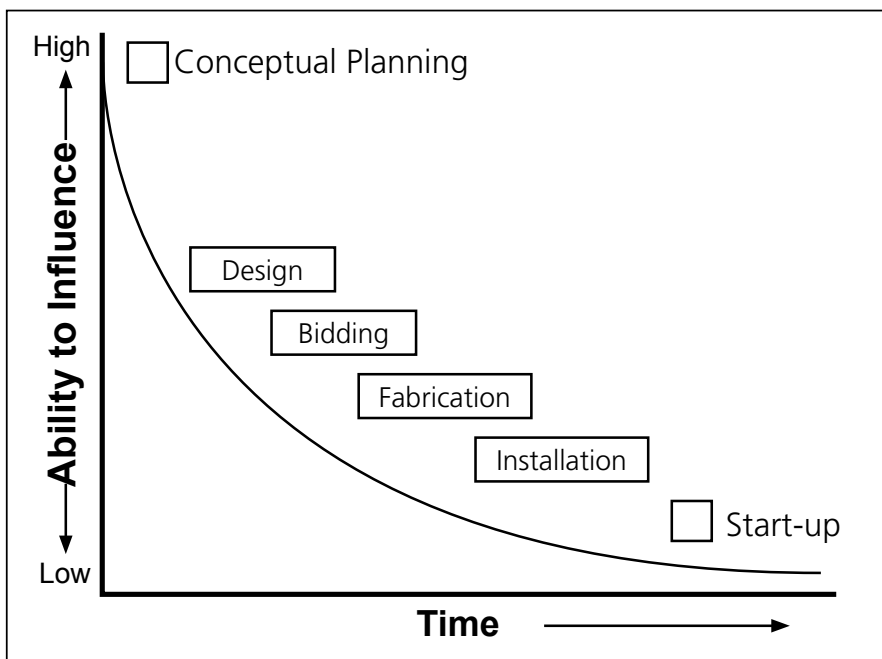 High
Conceptual Planning
Ability to Influence
Design
Bidding
Fabrication
Installation
Start-up
Low
Time